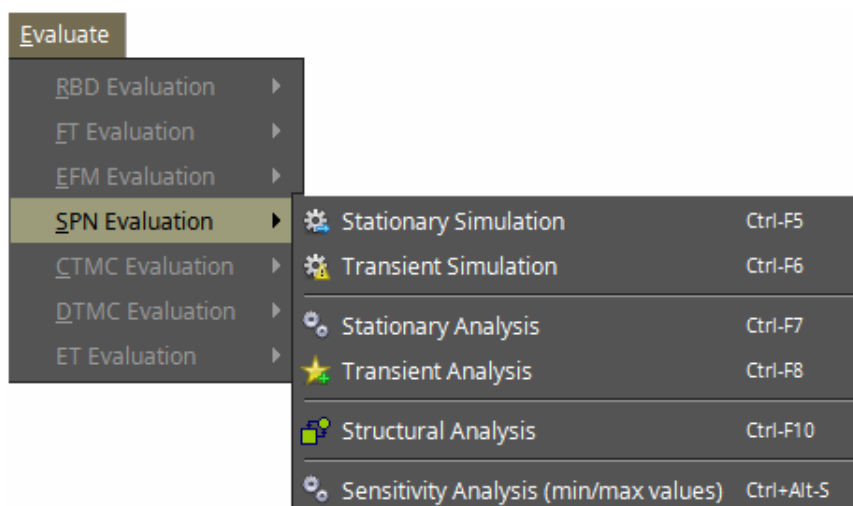 Evaluate
RBD Evaluation
FT Evaluation
EFM Evaluation
SPN Evaluation
CTMC Evaluation
DTMC Evaluation
ET Evaluation
Stationary Simulation Ctrl-F5
Transient Simulation Ctrl-F6
Stationary Analysis Ctrl-F7
Transient Analysis Ctrl-F8
Structural Analysis Ctrl-F10
Sensitivity Analysis (min/max values) Ctrl+Alt-S